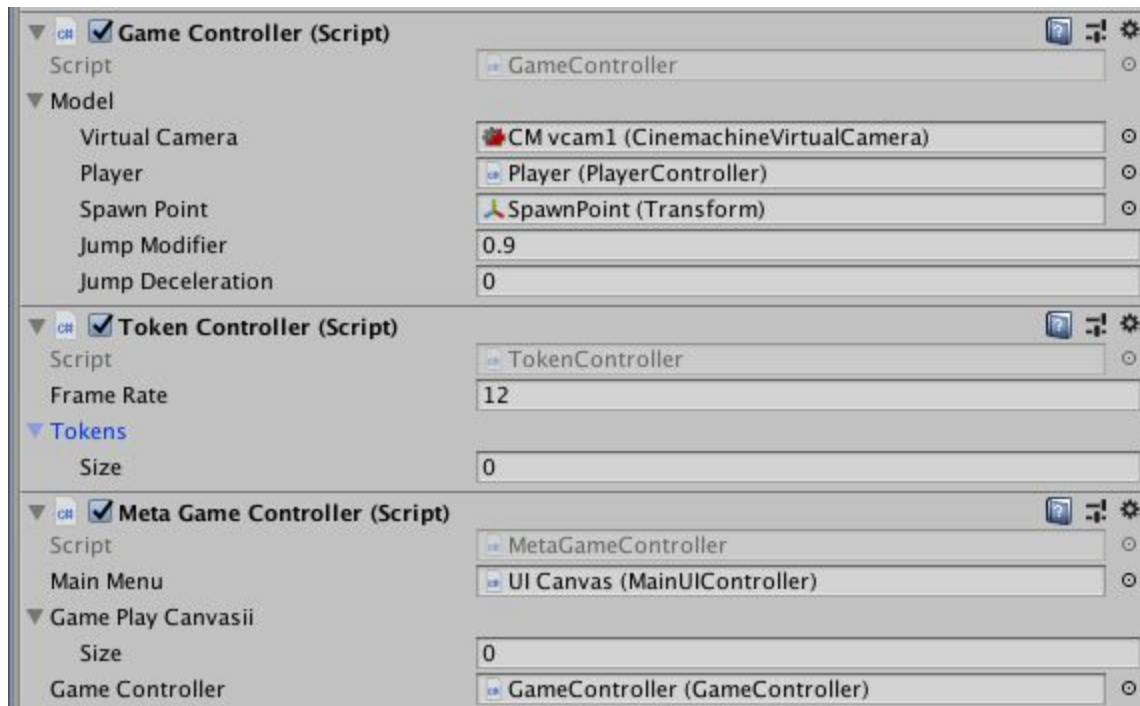 Game Controller (Script)
Script GameController
Model
Virtual Camera CM vcam1 (CinemachineVirtualCamera)
Player Player (PlayerController)
Spawn Point SpawnPoint (Transform)
Jump Modifier 0.9
Jump Deceleration 0
Token Controller (Script)
Script TokenController
Frame Rate 12
Tokens
Size 0
Meta Game Controller (Script)
Script MetaGameController
Main Menu UI Canvas (MainUIController)
Game Play Canvasii
Size 0
Game Controller GameController (GameController)